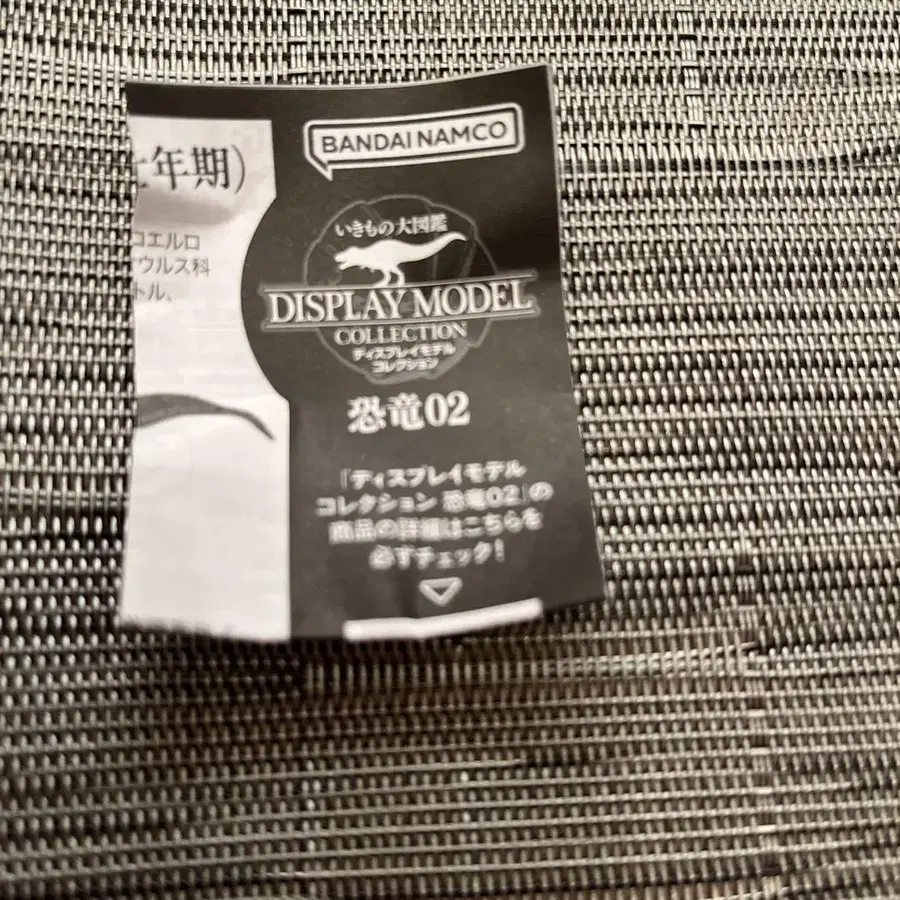 年期)
コエルロ
ウルス科
トル、
BANDAI NAMCO
いきもの大図鑑
DISPLAY MODEL
COLLECTION
ディスプレイモデル
コレクション
恐竜02
「ディスプレイモデル
コレクション 恐竜02」の
商品の詳細はこちらを
必ずチェック!